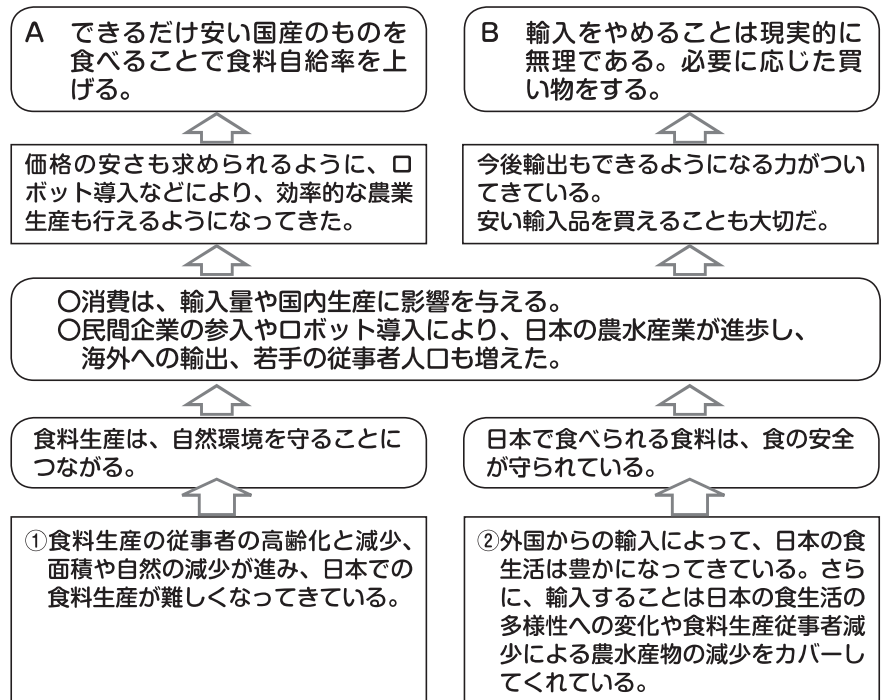 A できるだけ安い国産のものを
食べることで食料自給率を上
げる。
B 輸入をやめることは現実的に
無理である。必要に応じた買
い物をする。
価格の安さも求められるように、ロ
ボット導入などにより、効率的な農業
生産も行えるようになってきた。
今後輸出もできるようになる力がつい
てきている。
安い輸入品を買えることも大切だ。
〇消費は、輸入量や国内生産に影響を与える。
〇民間企業の参入やロボット導入により、日本の農水産業が進歩し、
海外への輸出、若手の従事者人口も増えた。
食料生産は、自然環境を守ることに
つながる。
日本で食べられる食料は、食の安全
が守られている。
①食料生産の従事者の高齢化と減少、
面積や自然の減少が進み、日本での
食料生産が難しくなってきている。
②外国からの輸入によって、日本の食
生活は豊かになってきている。さら
に、輸入することは日本の食生活の
多様性への変化や食料生産従事者減
少による農水産物の減少をカバーし
てくれている。